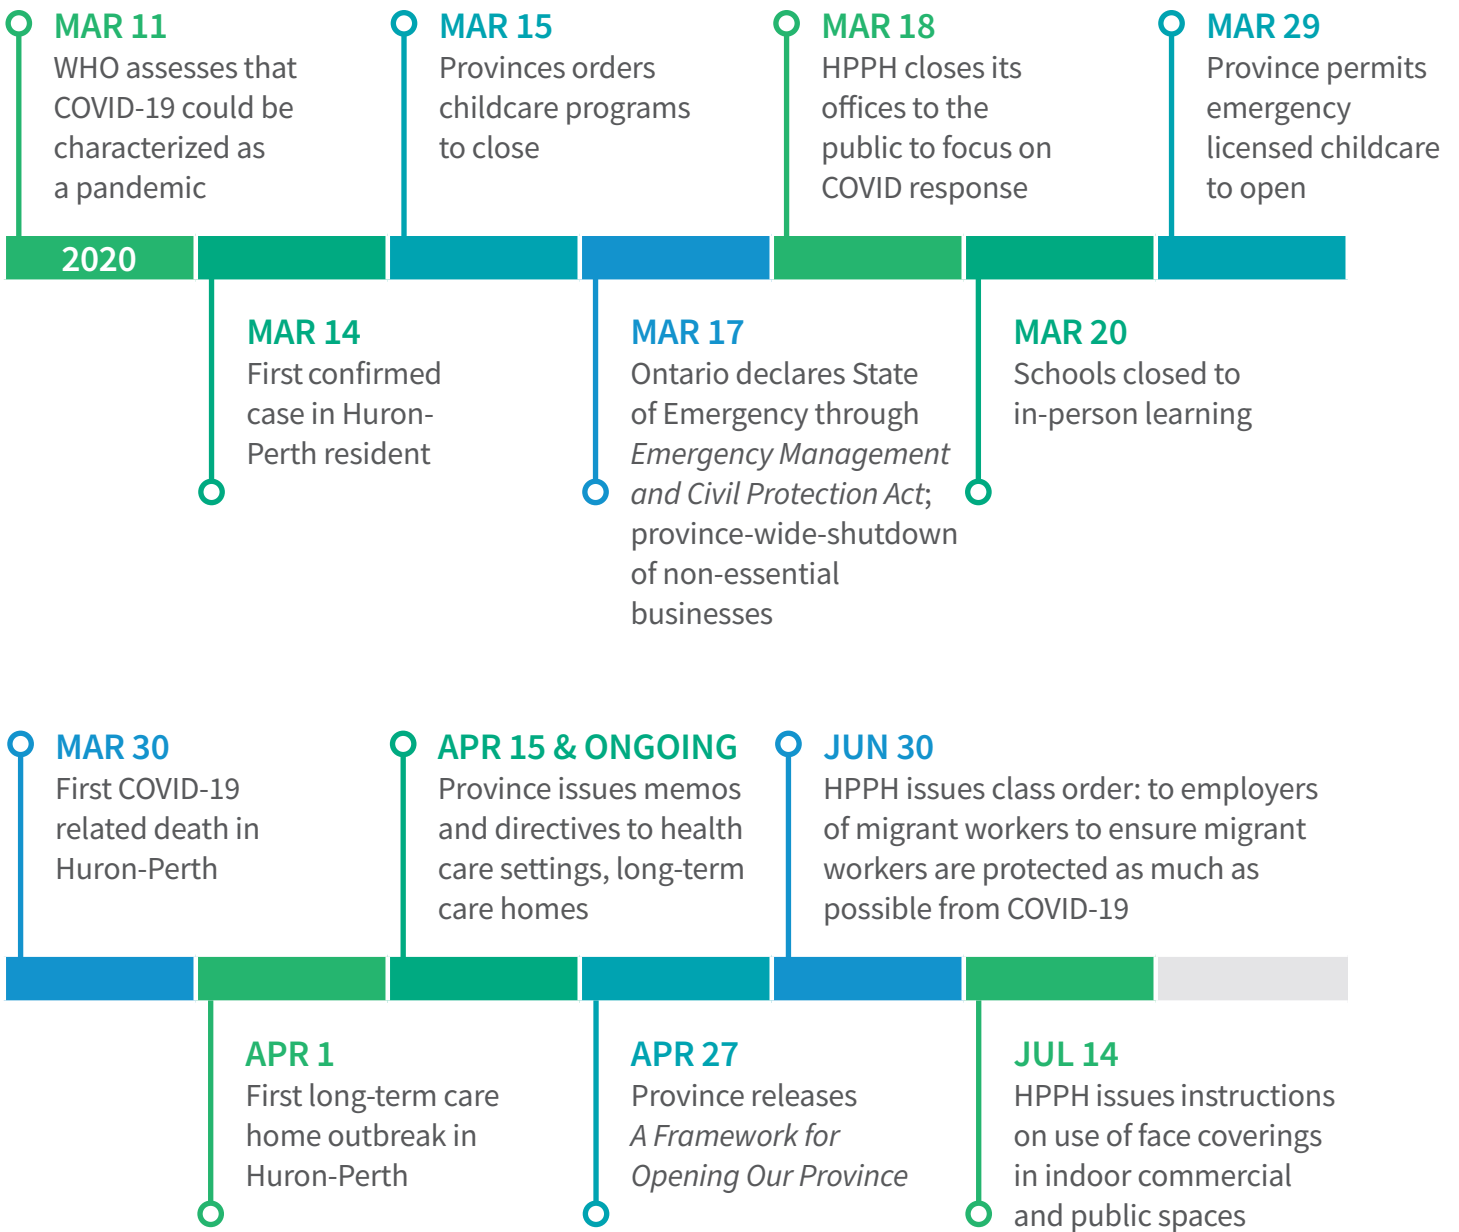 MAR 11
WHO assesses that
COVID-19 could be
characterized as
a pandemic
MAR 15
Provinces orders
childcare programs
to close
MAR 18
HPPH closes its
offices to the
public to focus on
COVID response
MAR 29
Province permits
emergency
licensed childcare
to open
2020
MAR 14
First confirmed
case in Huron-
Perth resident
MAR 17
Ontario declares State
of Emergency through
Emergency Management
and Civil Protection Act;
province-wide-shutdown
of non-essential
businesses
MAR 20
Schools closed to
in-person learning
MAR 30
First COVID-19
related death in
Huron-Perth
APR 15 & ONGOING
Province issues memos
and directives to health
care settings, long-term
care homes
JUN 30
HPPH issues class order: to employers
of migrant workers to ensure migrant
workers are protected as much as
possible from COVID-19
APR 1
First long-term care
home outbreak in
Huron-Perth
APR 27
Province releases
A Framework for
Opening Our Province
JUL 14
HPPH issues instructions
on use of face coverings
in indoor commercial
and public spaces